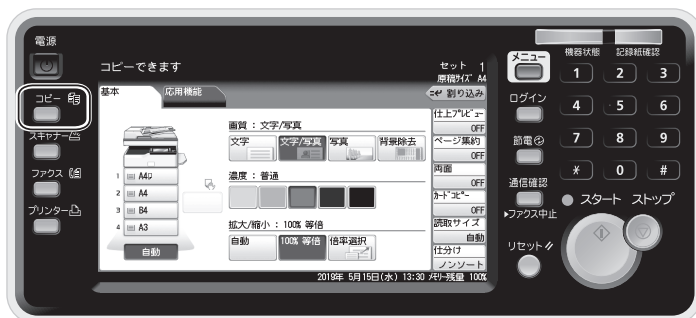 電源
コピー
スキャナー
ファクス
プリンター
コピーできます
セット 1
原稿ｻｲｽﾞ A4
基本
応用機能
割り込み
画質：文字/写真
文字
文字/写真
写真
背景除去
濃度：普通
拡大/縮小：100% 等倍
自動
100% 等倍
倍率選択
1 A4
2 A4
3 B4
4 A3
自動
仕上ﾌﾟﾚﾋﾞｭｰ
OFF
ページ集約
OFF
両面
OFF
ｶｰﾄﾞｺﾋﾟｰ
OFF
読取サイズ
自動
仕分け
ノンソート
2019年 5月15日(水) 13:30 ﾒﾓﾘｰ残量 100%
メニュー
ログイン
節電
通信確認
▶ファクス中止
リセット
機器状態
記録紙確認
1 2 3
4 5 6
7 8 9
* 0 #
スタート
ストップ